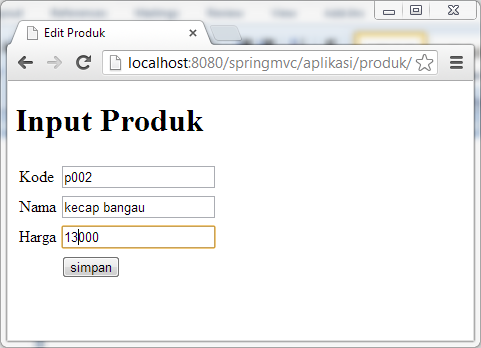 Edit Produk
localhost:8080/springmvc/aplikasi/produk/
Input Produk
Kode p002
Nama kecap bangau
Harga 13000
simpan